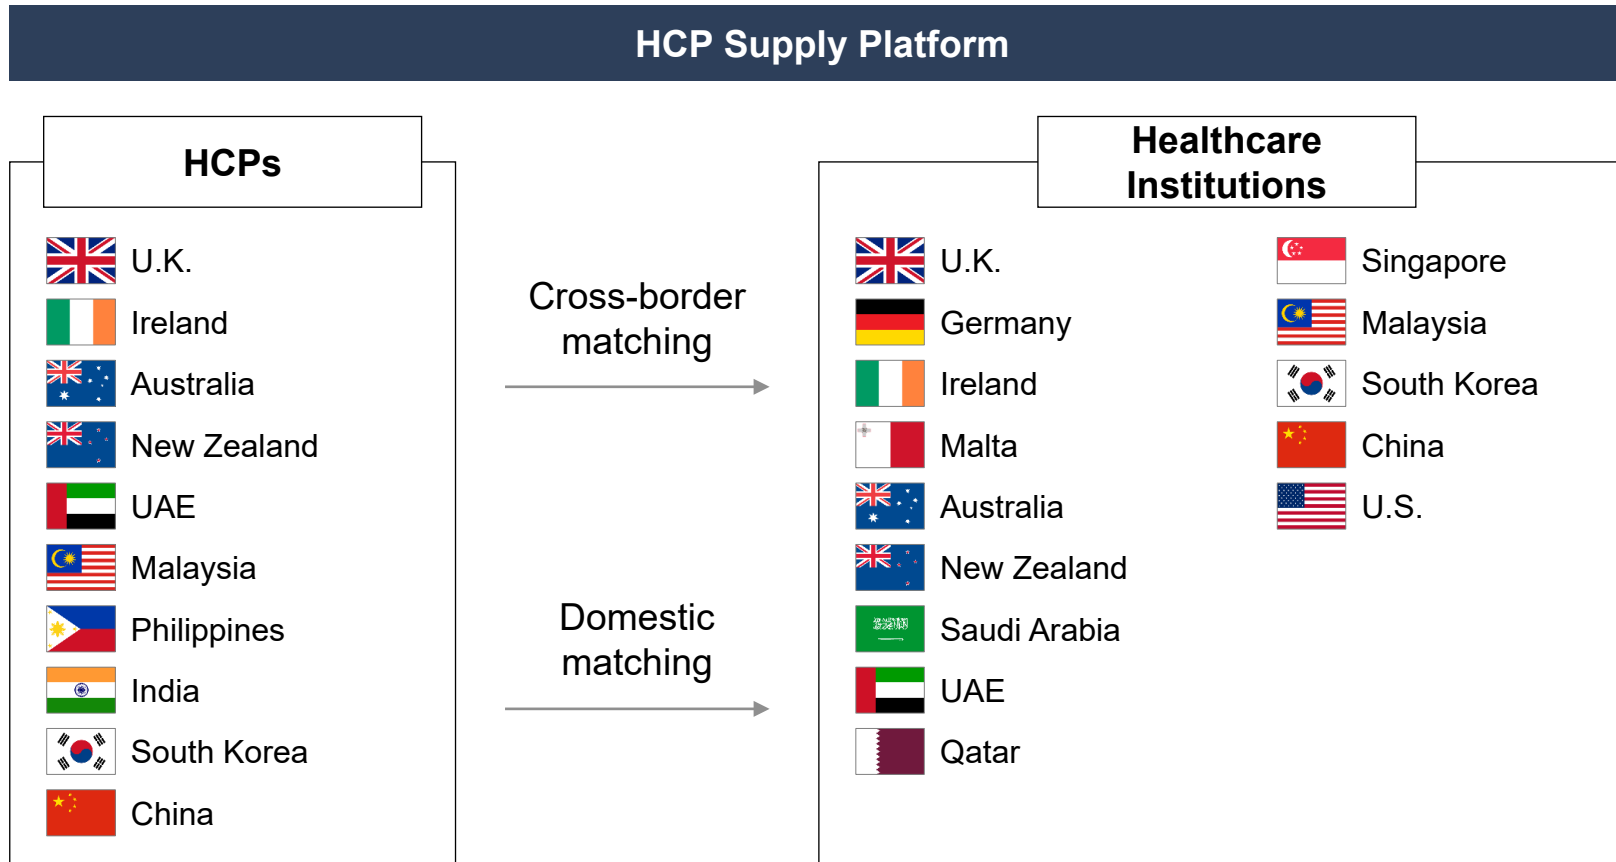 HCP Supply Platform
HCPs
U.K.
Ireland
Australia
New Zealand
UAE
Malaysia
Philippines
India
South Korea
China
Cross-border
matching
Domestic
matching
Healthcare
Institutions
U.K.
Germany
Ireland
Malta
Australia
New Zealand
Saudi Arabia
UAE
Qatar
Singapore
Malaysia
South Korea
China
U.S.